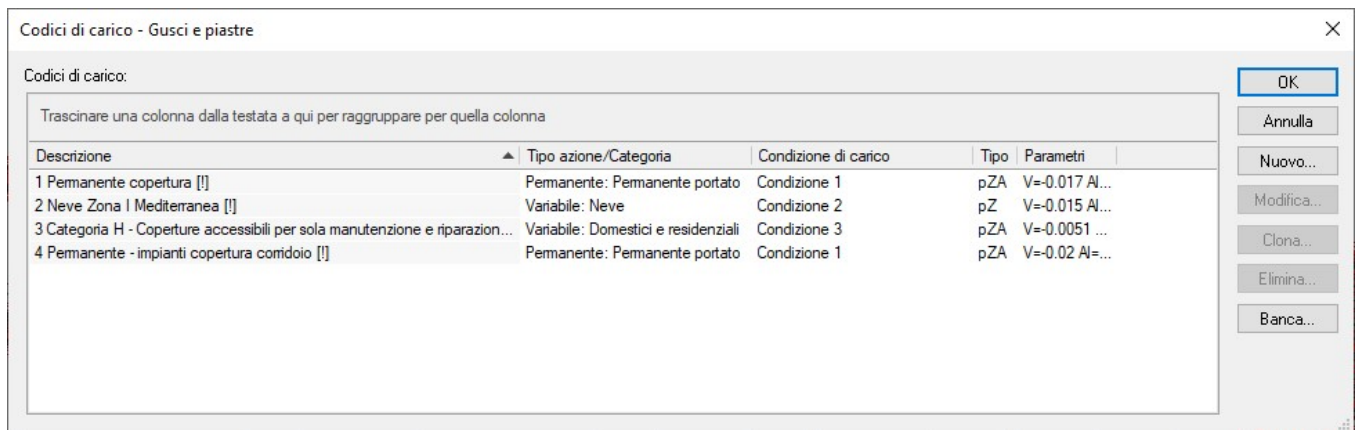 Codici di carico - Gusci e piastre
Codici di carico:
OK
Trascinare una colonna dalla testata a qui per raggruppare per quella colonna
Annulla
Descrizione Tipo azione/Categoria Condizione di carico Tipo Parametri
Nuovo...
1 Permanente copertura [!] Permanente: Permanente portato Condizione 1 pZA V=-0.017 Al...
2 Neve Zona I Mediterranea [!] Variabile: Neve Condizione 2 pZ V=-0.015 Al...
Modifica...
3 Categoria H - Coperture accessibili per sola manutenzione e riparazion... Variabile: Domestici e residenziali Condizione 3 pZA V=-0.0051 ...
Clona...
4 Permanente - impianti copertura corridoio [!] Permanente: Permanente portato Condizione 1 pZA V=-0.02 Al=...
Elimina...
Banca...